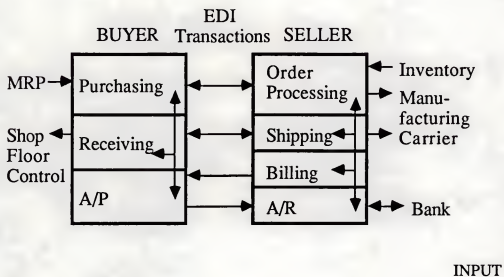 EDI
BUYER Transactions SELLER
MRP
Purchasing
Order
Processing
Inventory
Manu-
facturing
Shop
Floor
Control
Receiving
Shipping
Carrier
Billing
A/P
A/R
Bank
INPUT